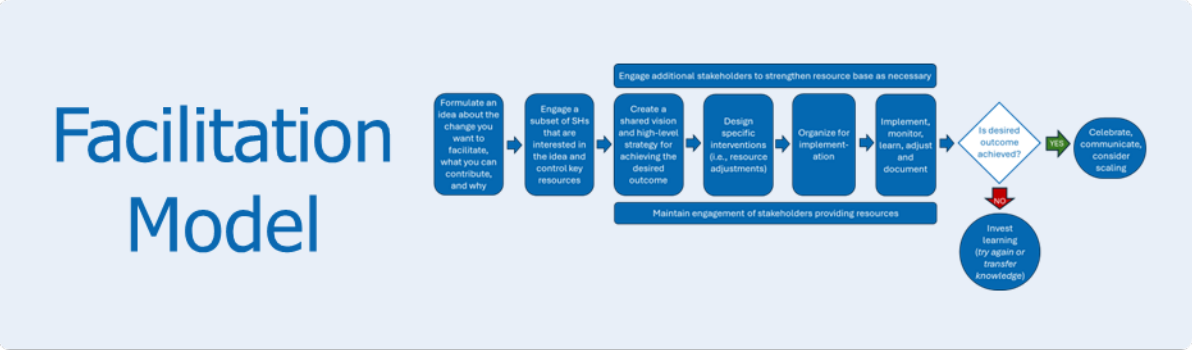 Facilitation
Model
Engage additional stakeholders to strengthen resource base as necessary
Formulate an
idea about the
change you
want to
facilitate,
what you can
contribute,
and why
Engage a
subset of SHs
that are
interested in
the idea and
control key
resources
Create a
shared vision
and high-level
strategy for
achieving the
desired
outcome
Design
specific
interventions
(i.e., resource
adjustments)
Organize for
implement-
ation
Implement,
monitor,
learn, adjust
and
document
Maintain engagement of stakeholders providing resources
Is desired
outcome
achieved?
YES
Celebrate,
communicate,
consider
scaling
NO
Invest
learning
(try again or
transfer
knowledge)